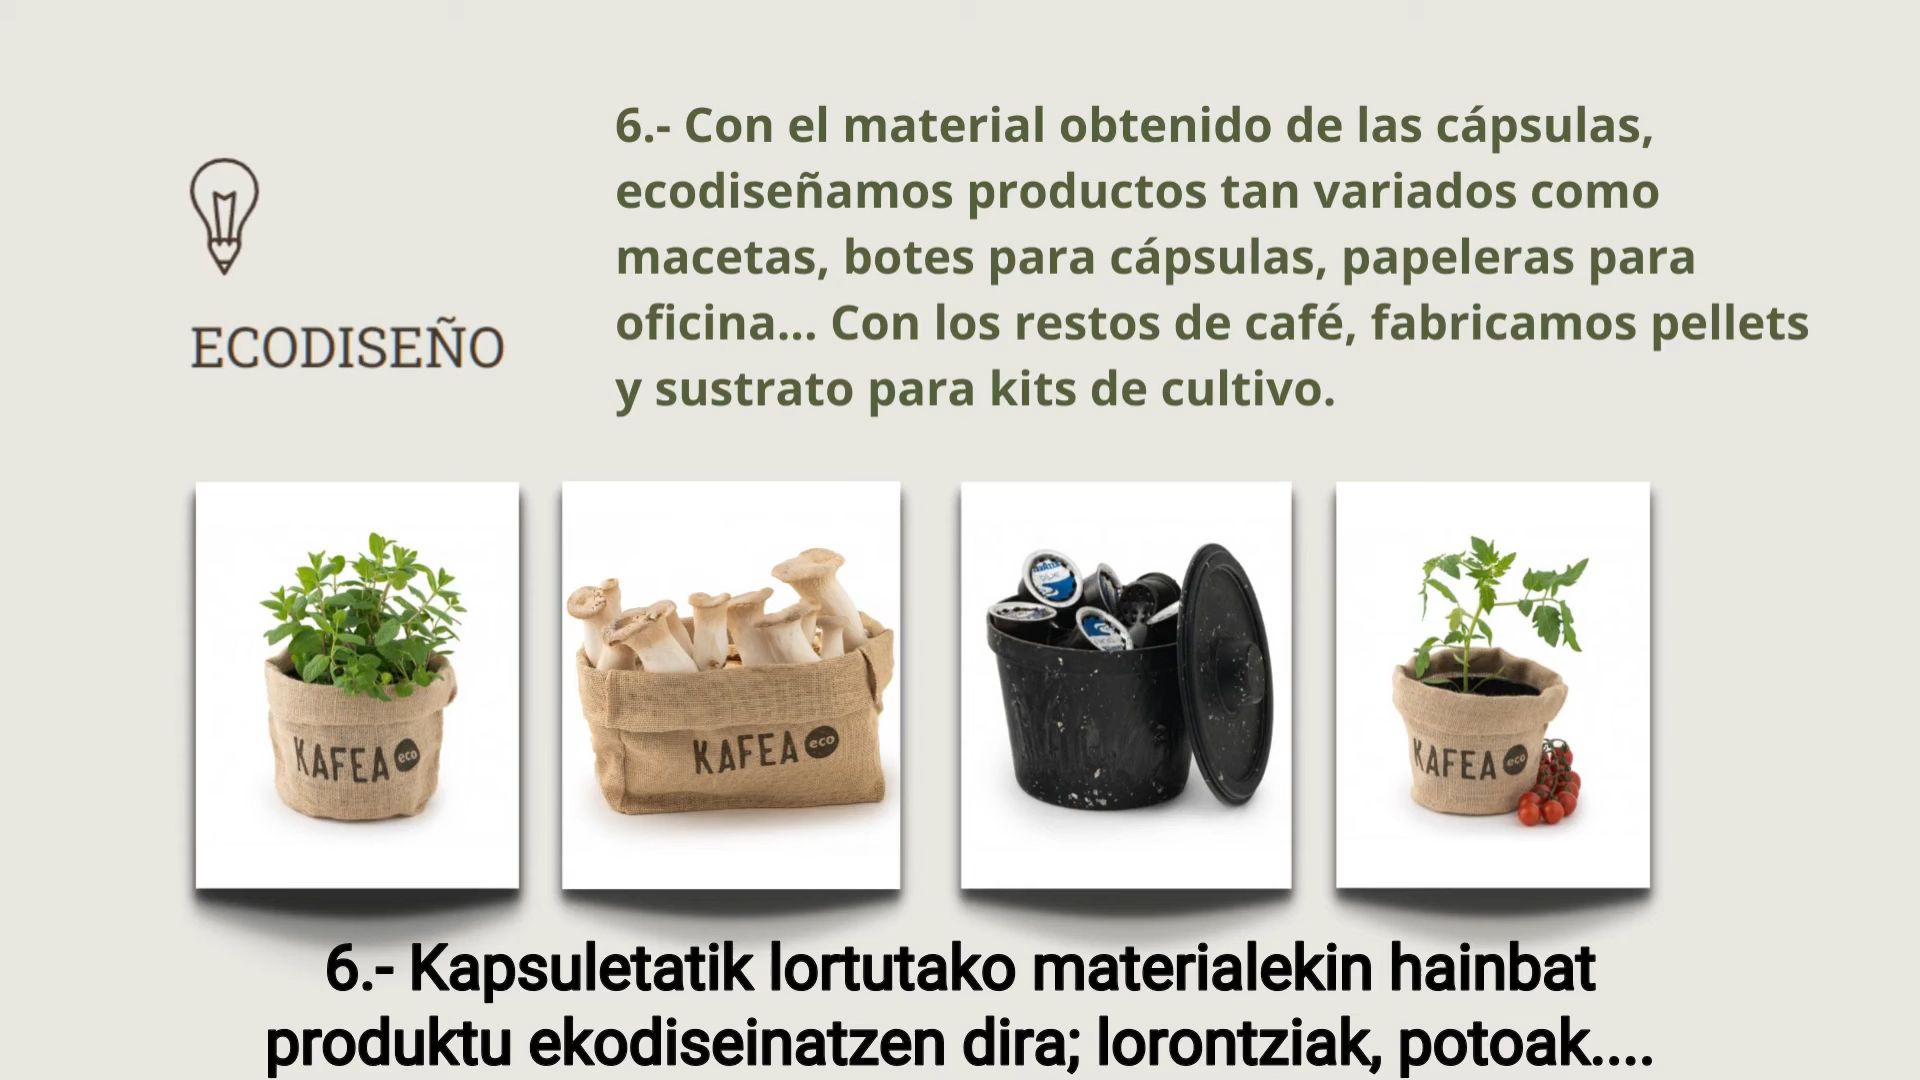 6.- Con el material obtenido de las cápsulas,
ecodiseñamos productos tan variados como
macetas, botes para cápsulas, papeleras para
oficina... Con los restos de café, fabricamos pellets
y sustrato para kits de cultivo.
ECODISEÑO
KAFEA eco
KAFEA eco
KAFEA eco
6.- Kapsuletatik lortutako materialekin hainbat
produktu ekodiseinatzen dira; lorontziak, potoak....